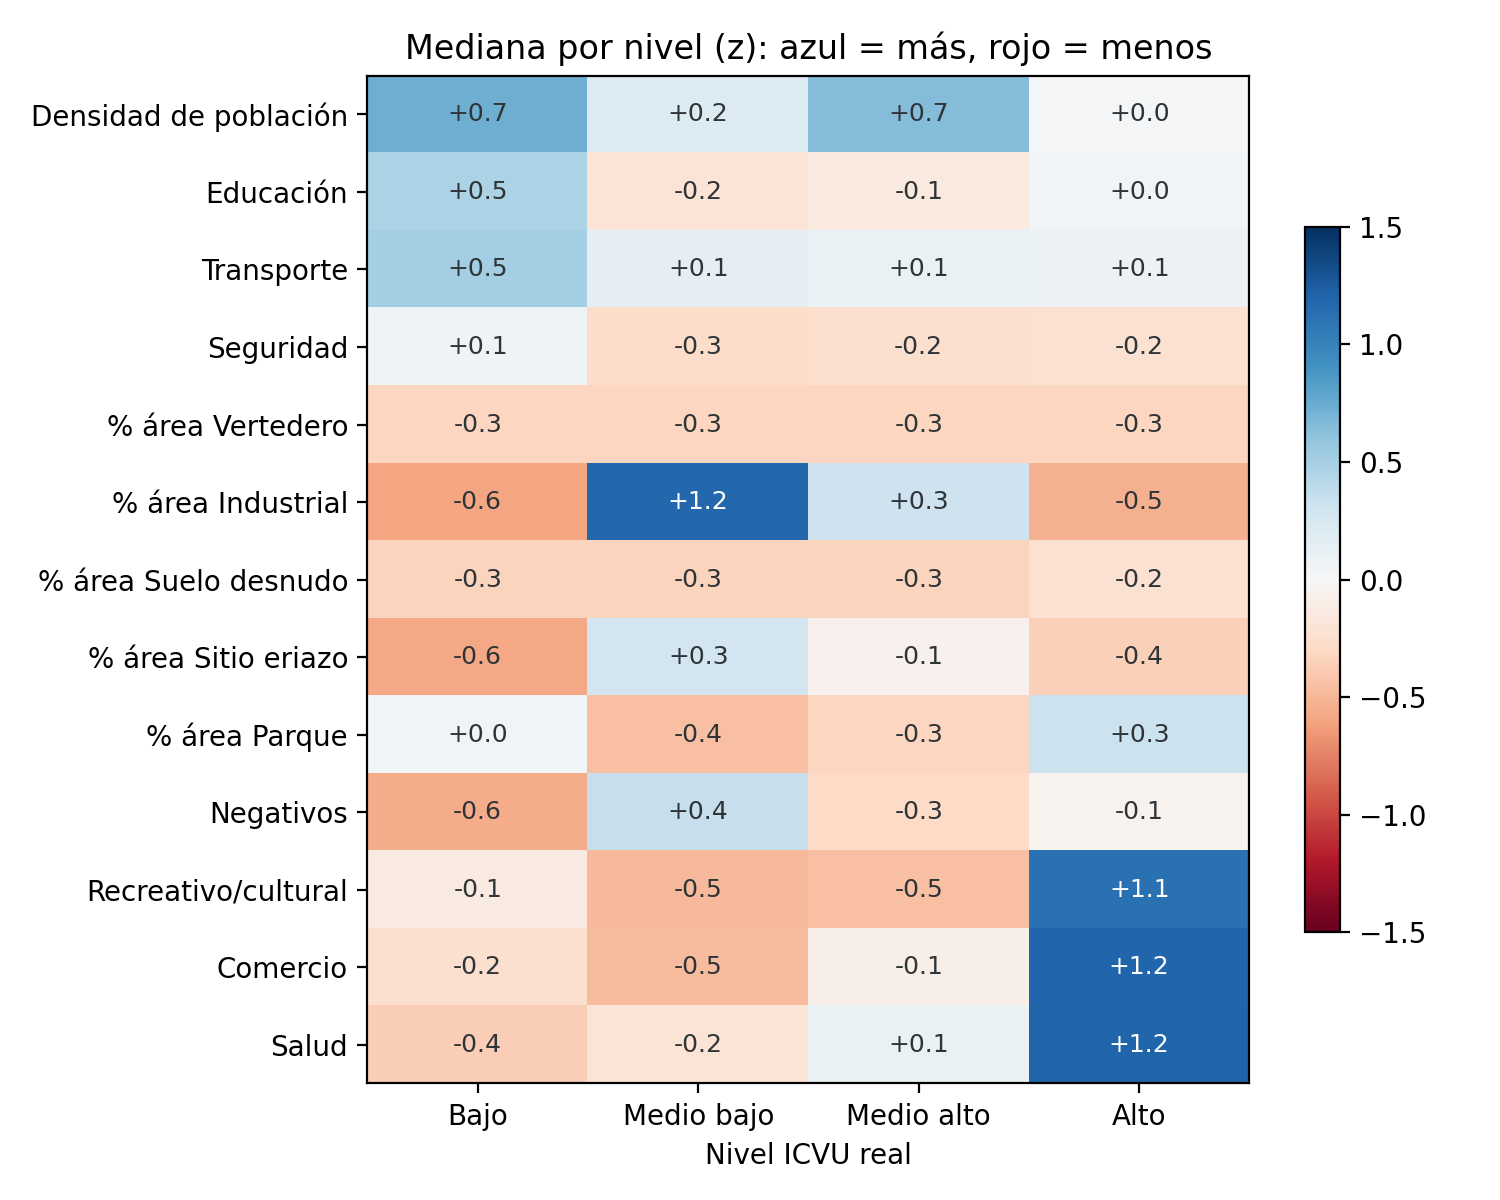 Mediana por nivel (z): azul = más, rojo = menos
Densidad de población +0.7 +0.2 +0.7 +0.0
Educación +0.5 -0.2 -0.1 +0.0
Transporte +0.5 +0.1 +0.1 +0.1
Seguridad +0.1 -0.3 -0.2 -0.2
% área Vertedero -0.3 -0.3 -0.3 -0.3
% área Industrial -0.6 +1.2 +0.3 -0.5
% área Suelo desnudo -0.3 -0.3 -0.3 -0.2
% área Sitio eriazo -0.6 +0.3 -0.1 -0.4
% área Parque +0.0 -0.4 -0.3 +0.3
Negativos -0.6 +0.4 -0.3 -0.1
Recreativo/cultural -0.1 -0.5 -0.5 +1.1
Comercio -0.2 -0.5 -0.1 +1.2
Salud -0.4 -0.2 +0.1 +1.2
Bajo Medio bajo Medio alto Alto
Nivel ICVU real
1.5
1.0
0.5
0.0
−0.5
−1.0
−1.5